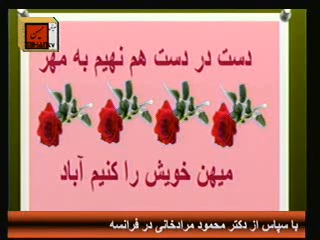 دست در دست هم نهیم به مهر
میهن خویش را کنیم آباد
با سپاس از دکتر محمود مرادخانی در فرانسه